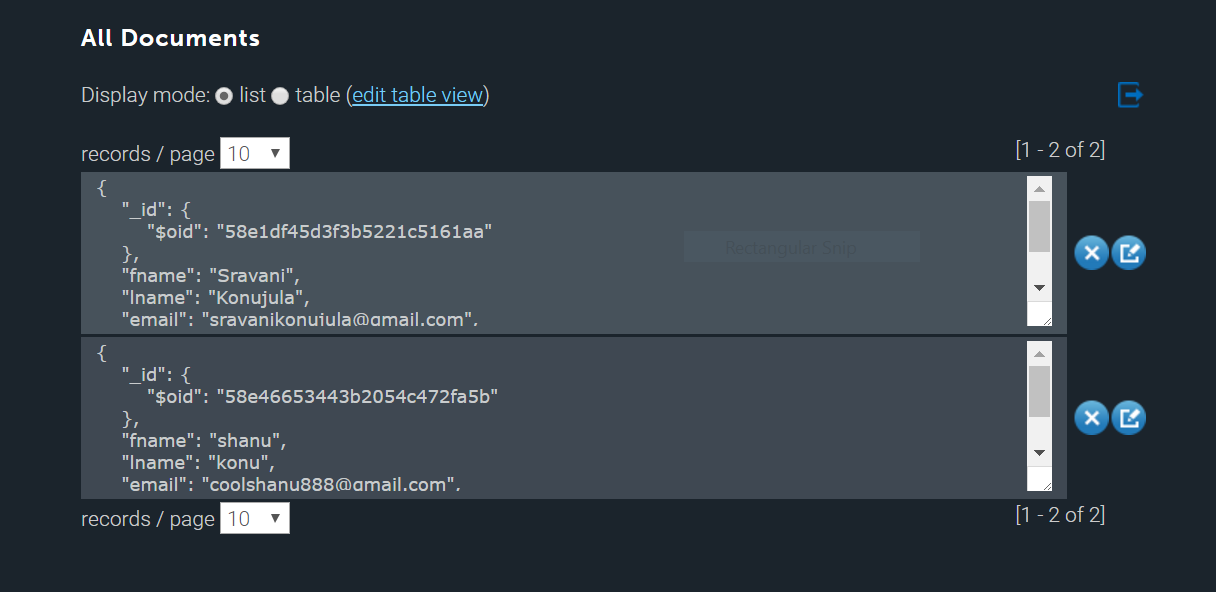 All Documents
Display mode: list table (edit table view)
records / page 10 [1 - 2 of 2]
{
"_id": {
"$oid": "58e1df45d3f3b5221c5161aa"
},
"fname": "Sravani",
"lname": "Konujula",
"email": "sravanikonujula@gmail.com",
Rectangular Snip
{
"_id": {
"$oid": "58e46653443b2054c472fa5b"
},
"fname": "shanu",
"lname": "konu",
"email": "coolshanu888@gmail.com",
records / page 10 [1 - 2 of 2]